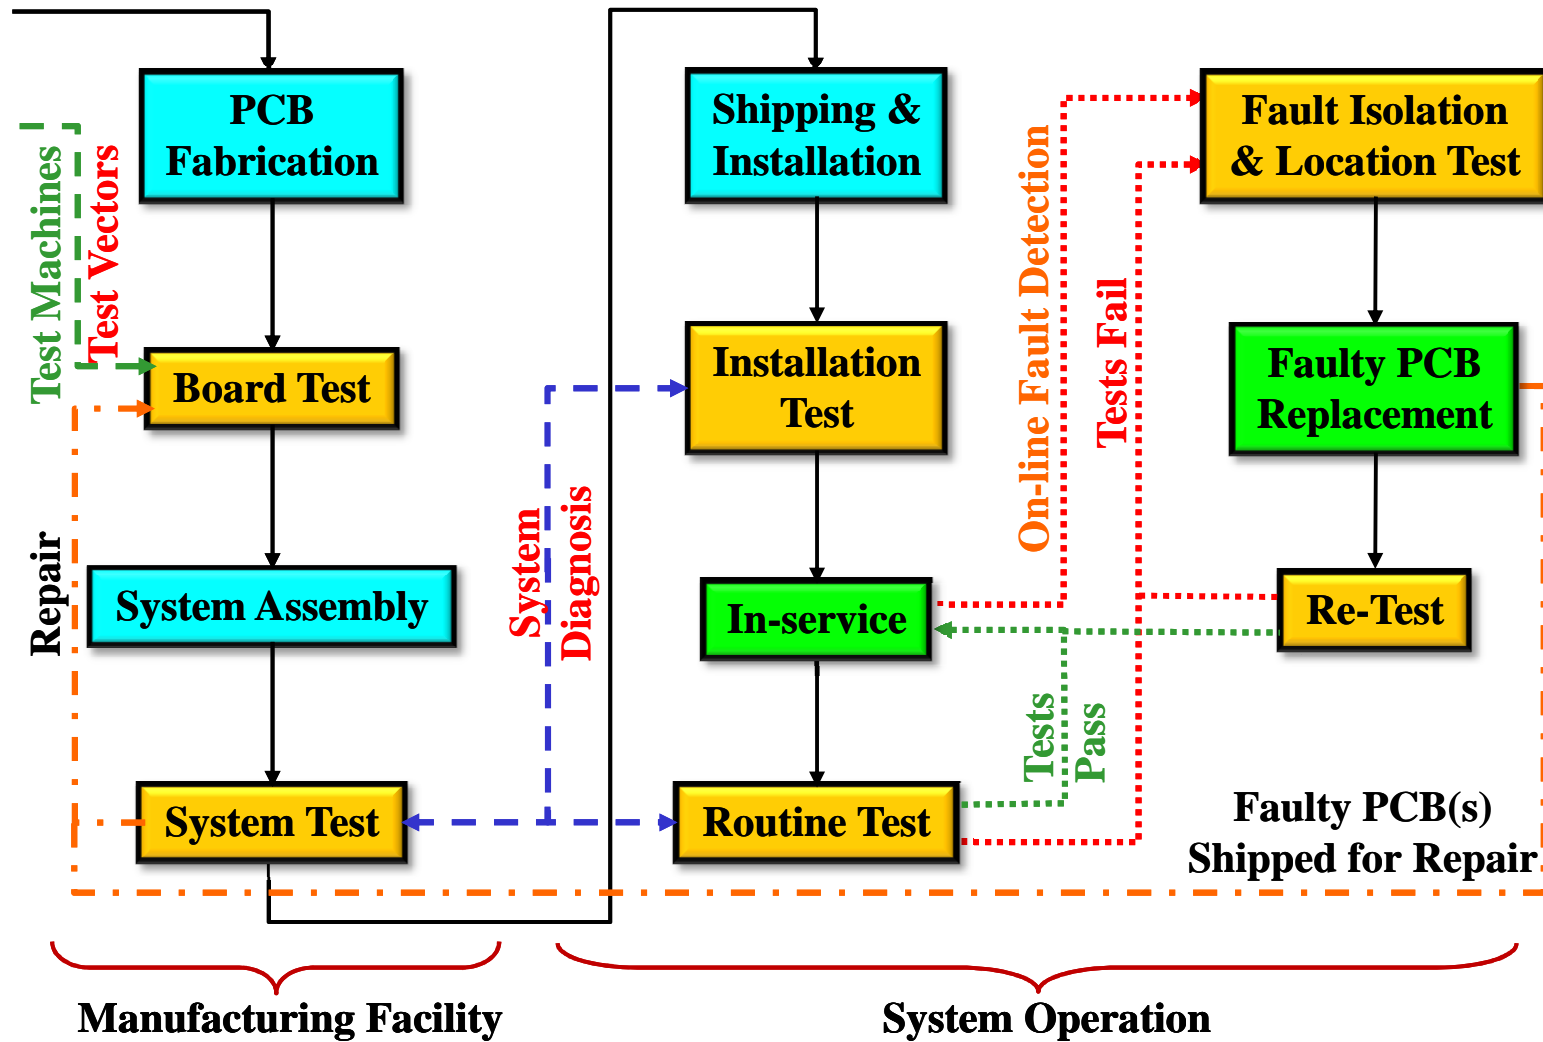 PCB
Fabrication
Test Machines
Test Vectors
Board Test
Repair
System Assembly
System Test
System
Diagnosis
Shipping &
Installation
Installation
Test
In-service
Routine Test
On-line Fault Detection
Tests Fail
Tests
Pass
Fault Isolation
& Location Test
Faulty PCB
Replacement
Re-Test
Faulty PCB(s)
Shipped for Repair
Manufacturing Facility
System Operation